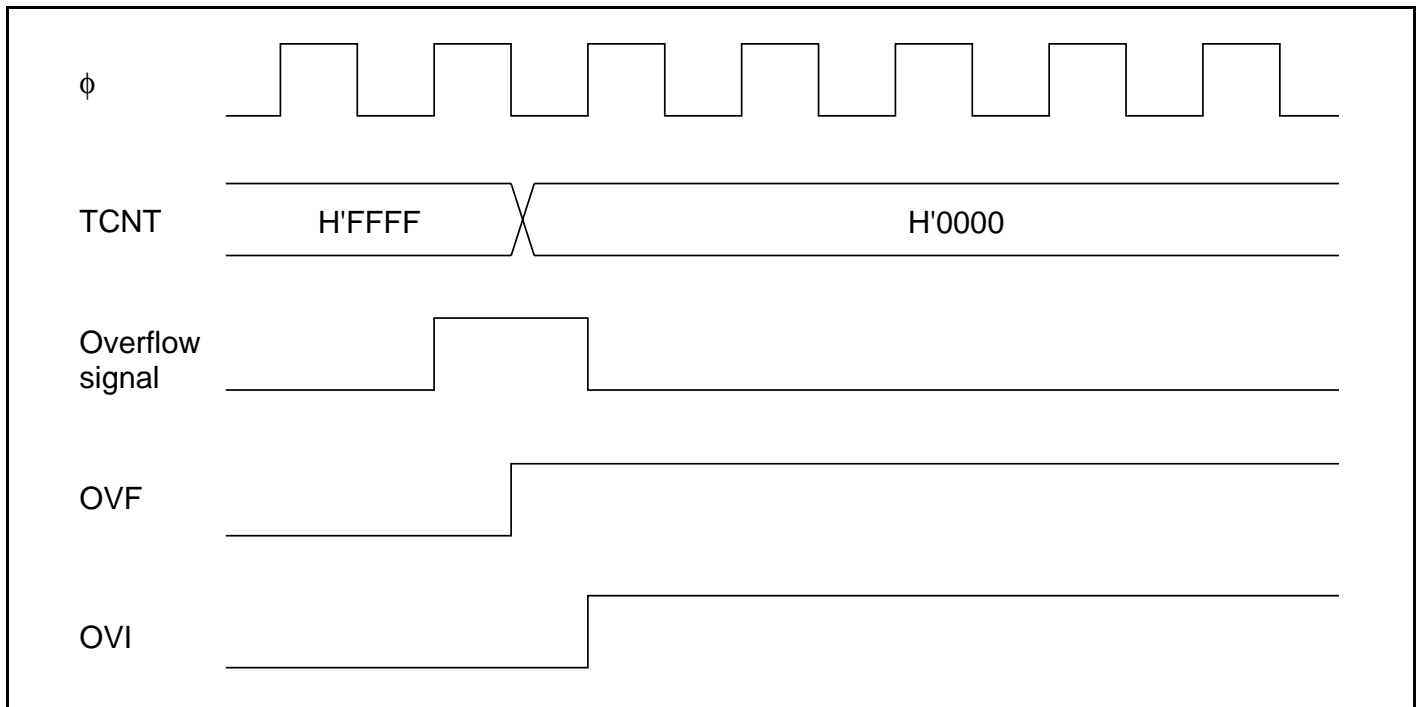 ϕ
TCNT
H'FFFF
H'0000
Overflow
signal
OVF
OVI